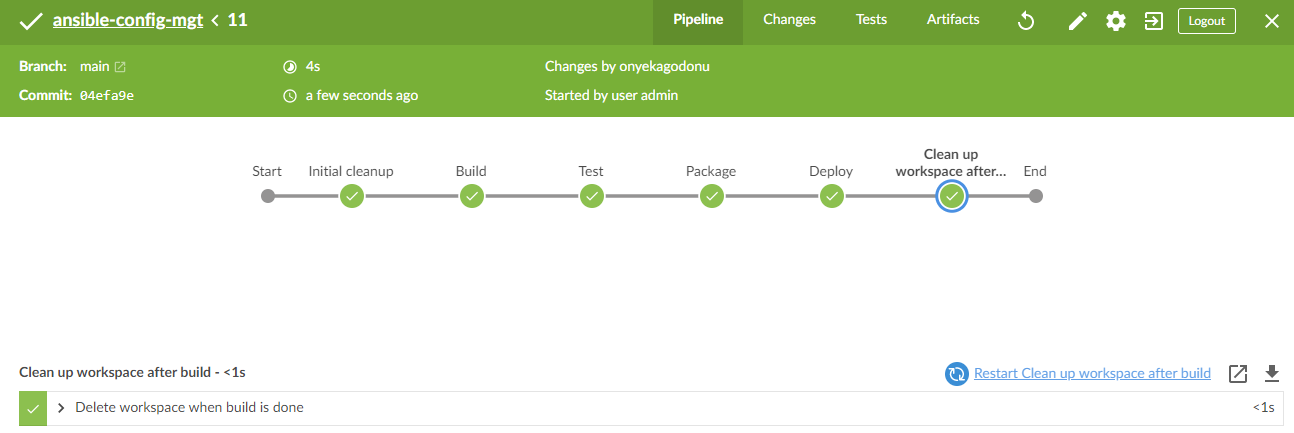 ansible-config-mgt < 11
Pipeline Changes Tests Artifacts Logout
Branch: main 4s Changes by onyekagodonu
Commit: 04efa9e a few seconds ago Started by user admin
Start Initial cleanup Build Test Package Deploy Clean up workspace after... End
Clean up workspace after build - <1s Restart Clean up workspace after build
Delete workspace when build is done <1s